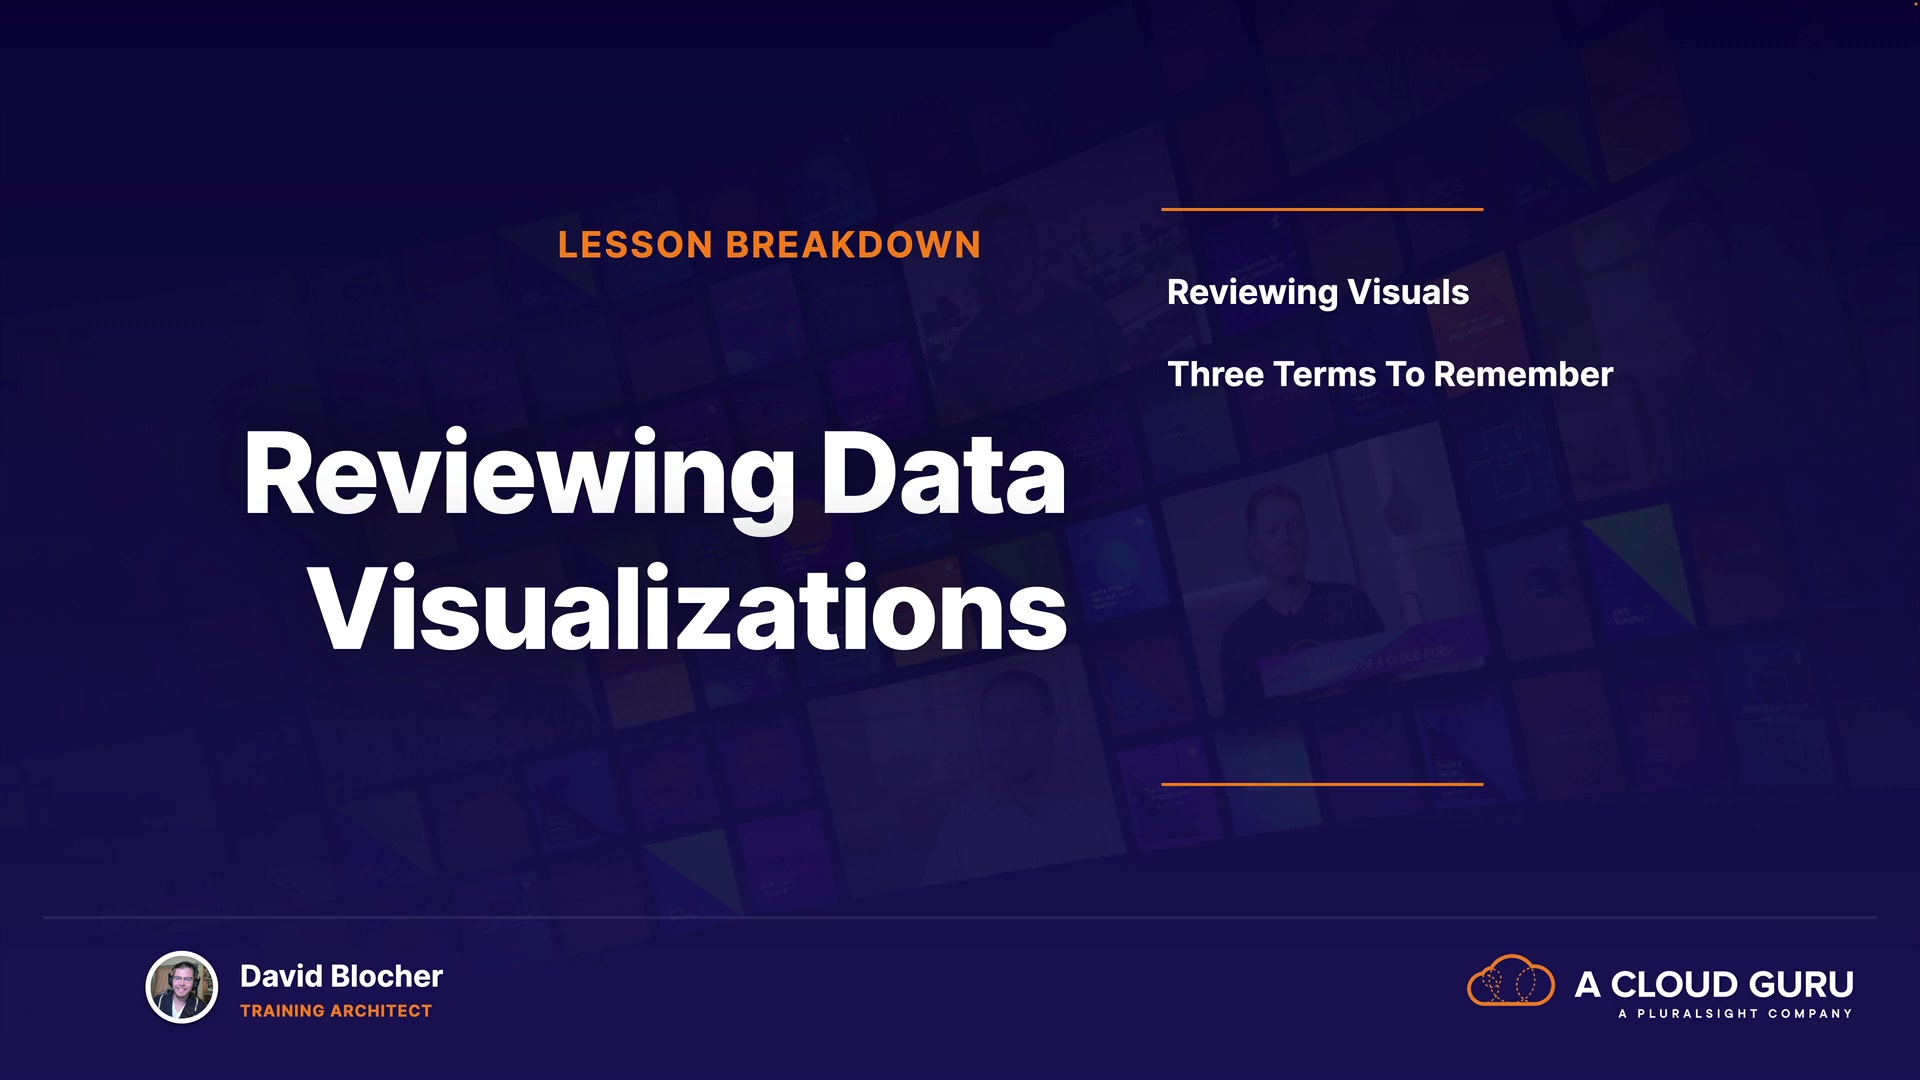 LESSON BREAKDOWN
Reviewing Data
Visualizations
Reviewing Visuals
Three Terms To Remember
David Blocher
TRAINING ARCHITECT
A CLOUD GURU
A PLURALSIGHT COMPANY